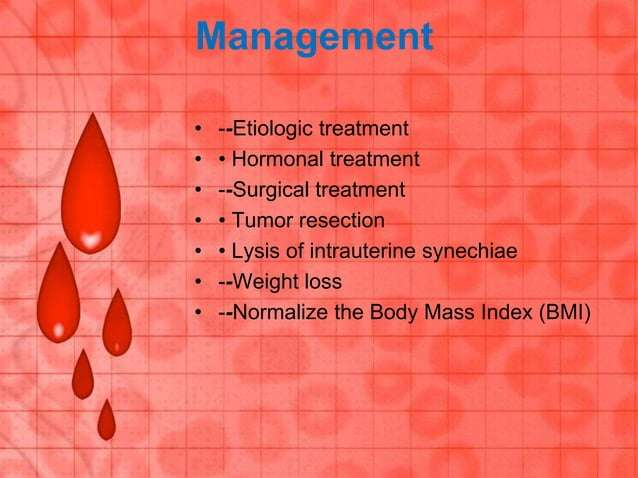 Management
• --Etiologic treatment
• • Hormonal treatment
• --Surgical treatment
• • Tumor resection
• • Lysis of intrauterine synechiae
• --Weight loss
• --Normalize the Body Mass Index (BMI)